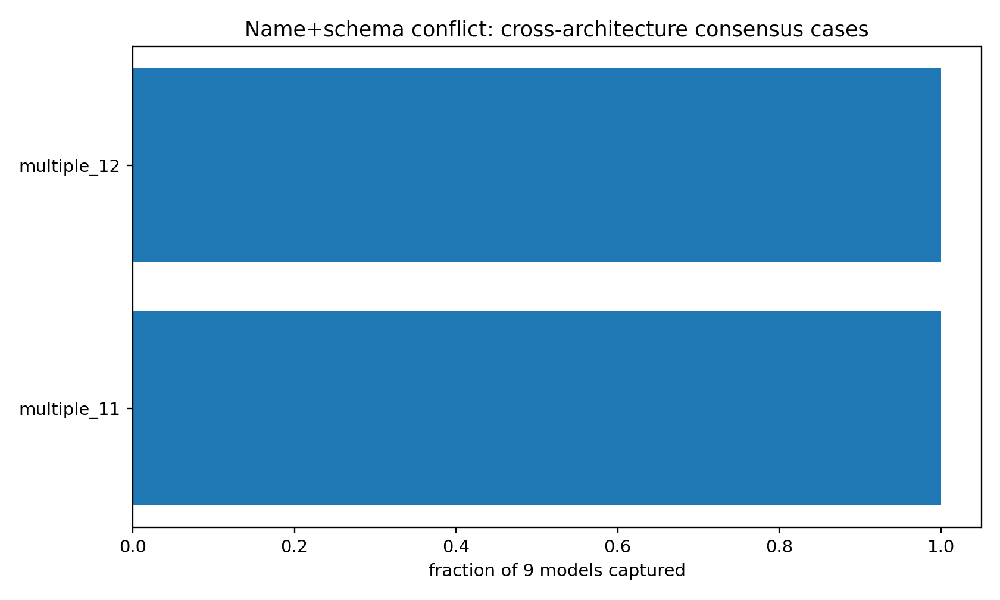 Name+schema conflict: cross-architecture consensus cases
multiple_12
multiple_11
0.0 0.2 0.4 0.6 0.8 1.0
fraction of 9 models captured